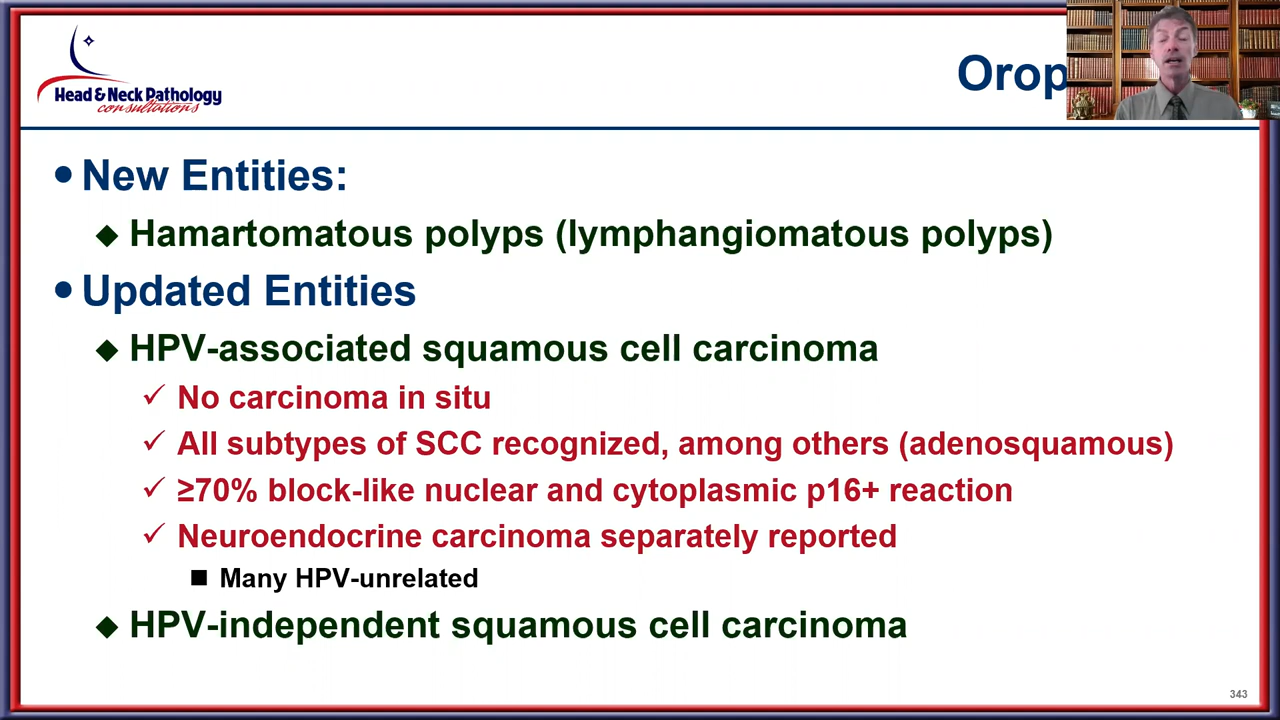 Head & Neck Pathology
consultations
• New Entities:
◆ Hamartomatous polyps (lymphangiomatous polyps)
• Updated Entities
◆ HPV-associated squamous cell carcinoma
✓ No carcinoma in situ
✓ All subtypes of SCC recognized, among others (adenosquamous)
✓ ≥70% block-like nuclear and cytoplasmic p16+ reaction
✓ Neuroendocrine carcinoma separately reported
■ Many HPV-unrelated
◆ HPV-independent squamous cell carcinoma
343